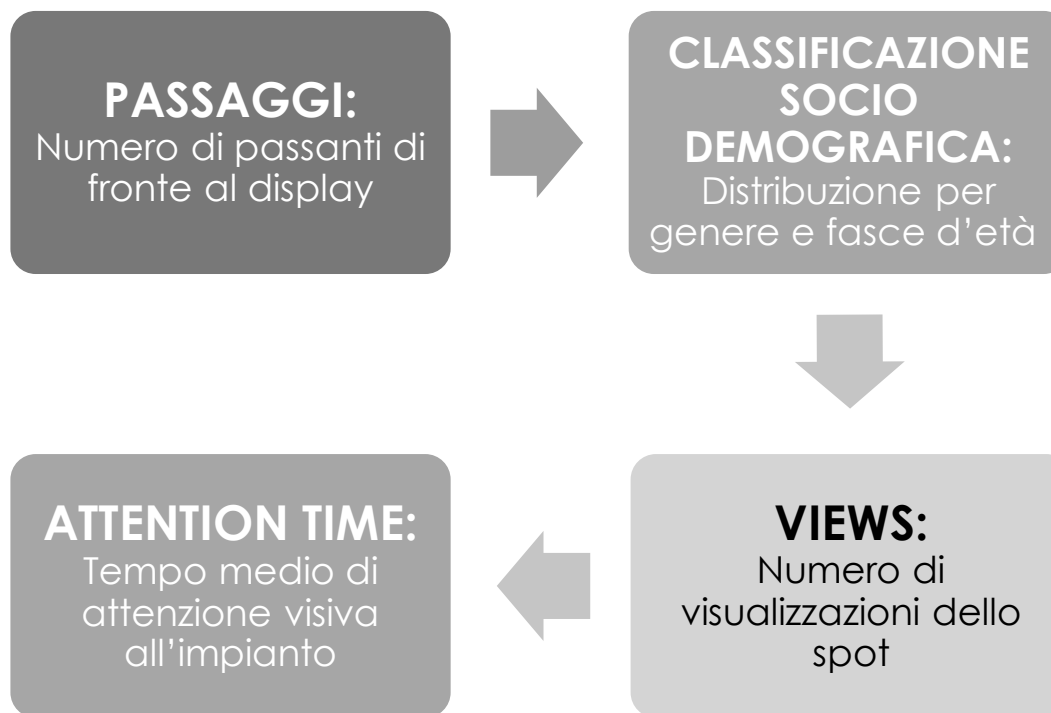 PASSAGGI:
Numero di passanti di
fronte al display
CLASSIFICAZIONE
SOCIO
DEMOGRAFICA:
Distribuzione per
genere e fasce d’età
VIEWS:
Numero di
visualizzazioni dello
spot
ATTENTION TIME:
Tempo medio di
attenzione visiva
all’impianto